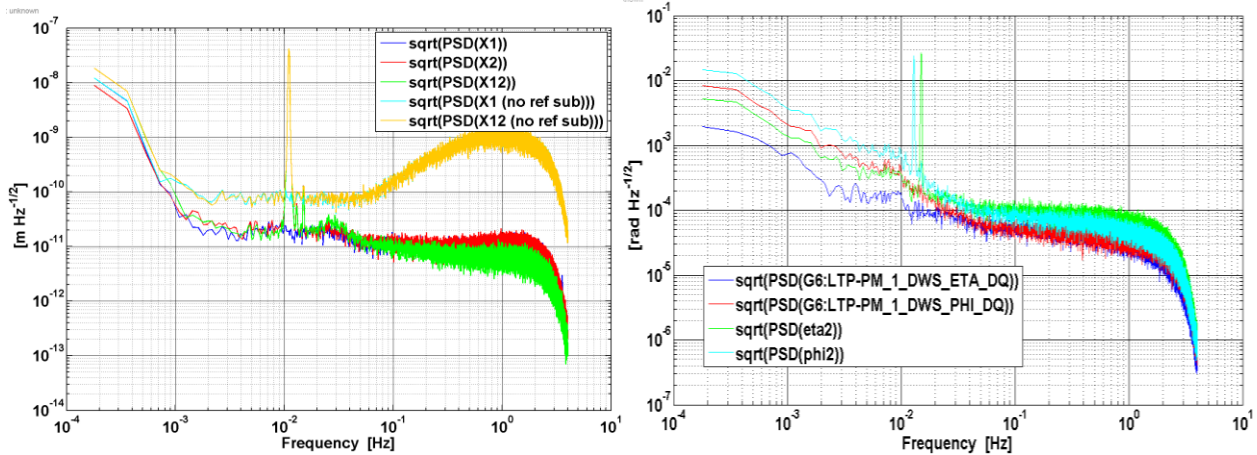 : unknown
10^-7
10^-8
10^-9
10^-10
10^-11
10^-12
10^-13
10^-14
[m Hz^-1/2]
sqrt(PSD(X1))
sqrt(PSD(X2))
sqrt(PSD(X12))
sqrt(PSD(X1 (no ref sub)))
sqrt(PSD(X12 (no ref sub)))
10^-4 10^-3 10^-2 10^-1 10^0 10^1
Frequency [Hz]
10^-1
10^-2
10^-3
10^-4
10^-5
10^-6
10^-7
[rad Hz^-1/2]
sqrt(PSD(G6:LTP-PM_1_DWS_ETA_DQ))
sqrt(PSD(G6:LTP-PM_1_DWS_PHI_DQ))
sqrt(PSD(eta2))
sqrt(PSD(phi2))
10^-4 10^-3 10^-2 10^-1 10^0 10^1
Frequency [Hz]